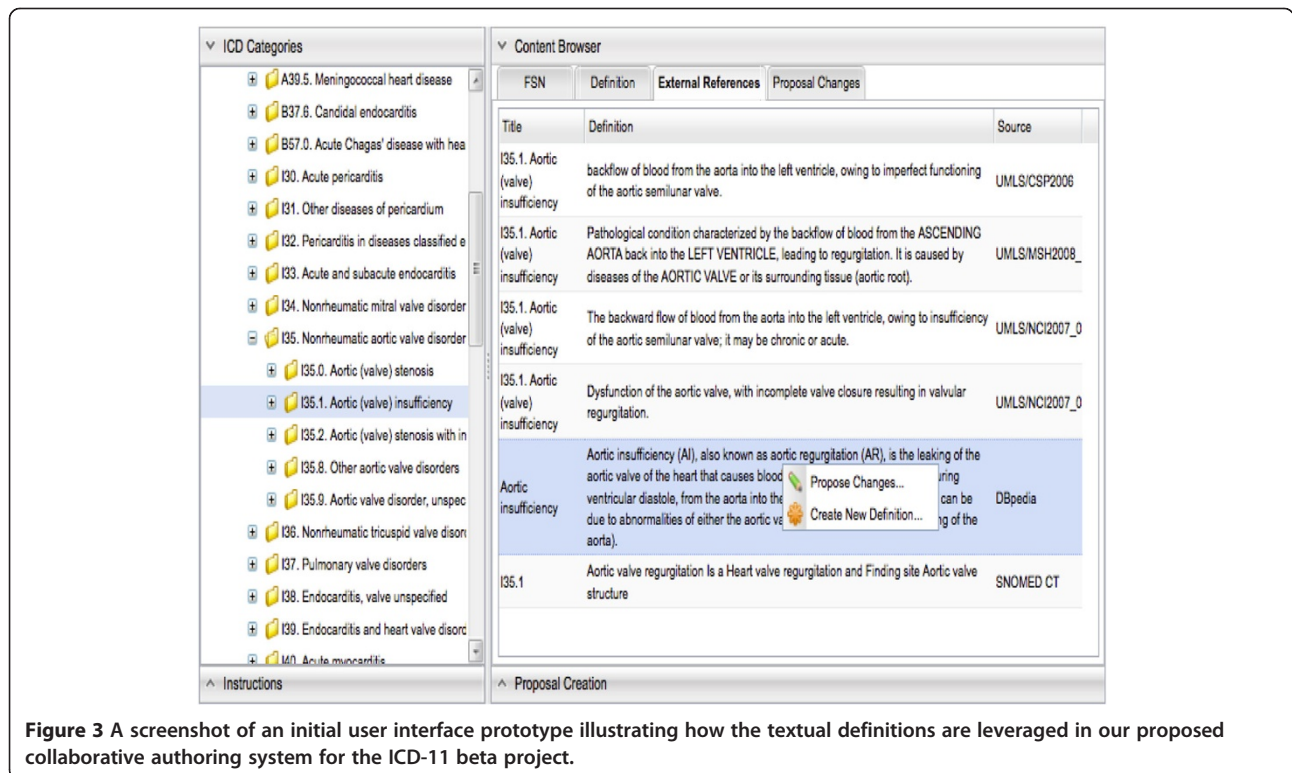 ICD Categories
A39.5. Meningococcal heart disease
B37.6. Candidal endocarditis
B57.0. Acute Chagas' disease with hea
I30. Acute pericarditis
I31. Other diseases of pericardium
I32. Pericarditis in diseases classified e
I33. Acute and subacute endocarditis
I34. Nonrheumatic mitral valve disorder
I35. Nonrheumatic aortic valve disorder
I35.0. Aortic (valve) stenosis
I35.1. Aortic (valve) insufficiency
I35.2. Aortic (valve) stenosis with in
I35.8. Other aortic valve disorders
I35.9. Aortic valve disorder, unspec
I36. Nonrheumatic tricuspid valve disor
I37. Pulmonary valve disorders
I38. Endocarditis, valve unspecified
I39. Endocarditis and heart valve disord
I40. Acute myocarditis
Instructions
Content Browser
FSN Definition External References Proposal Changes
Title Definition Source
I35.1. Aortic
(valve)
insufficiency
backflow of blood from the aorta into the left ventricle, owing to imperfect functioning
of the aortic semilunar valve.
UMLS/CSP2006
I35.1. Aortic
(valve)
insufficiency
Pathological condition characterized by the backflow of blood from the ASCENDING
AORTA back into the LEFT VENTRICLE, leading to regurgitation. It is caused by
diseases of the AORTIC VALVE or its surrounding tissue (aortic root).
UMLS/MSH2008_
I35.1. Aortic
(valve)
insufficiency
The backward flow of blood from the aorta into the left ventricle, owing to insufficiency
of the aortic semilunar valve; it may be chronic or acute.
UMLS/NCI2007_0
I35.1. Aortic
(valve)
insufficiency
Dysfunction of the aortic valve, with incomplete valve closure resulting in valvular
regurgitation.
UMLS/NCI2007_0
Aortic
insufficiency
Aortic insufficiency (AI), also known as aortic regurgitation (AR), is the leaking of the
aortic valve of the heart that causes blood uring
ventricular diastole, from the aorta into the can be
due to abnormalities of either the aortic va ng of the
aorta).
DBpedia
Propose Changes...
Create New Definition...
I35.1
Aortic valve regurgitation Is a Heart valve regurgitation and Finding site Aortic valve
structure
SNOMED CT
Proposal Creation
Figure 3 A screenshot of an initial user interface prototype illustrating how the textual definitions are leveraged in our proposed
collaborative authoring system for the ICD-11 beta project.